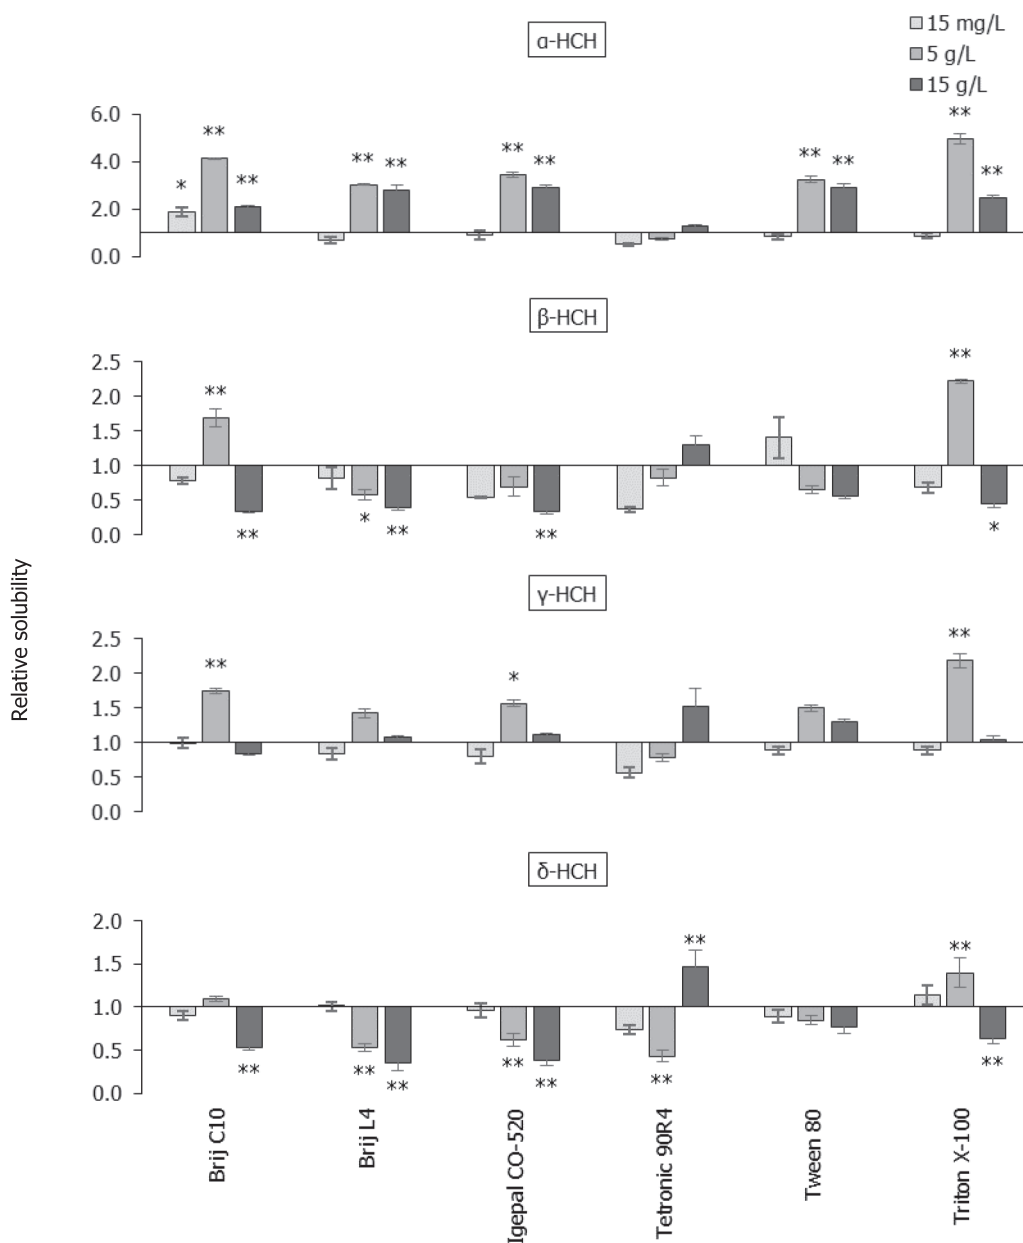 α-HCH
15 mg/L
5 g/L
15 g/L
6.0
4.0
2.0
0.0
* ** ** ** ** ** ** ** ** ** **
β-HCH
2.5
2.0
1.5
1.0
0.5
0.0
** ** * ** ** ** *
Relative solubility
γ-HCH
2.5
2.0
1.5
1.0
0.5
0.0
** * **
δ-HCH
2.0
1.5
1.0
0.5
0.0
** ** ** ** ** ** ** ** **
Brij C10
Brij L4
Igepal CO-520
Tetronic 90R4
Tween 80
Triton X-100